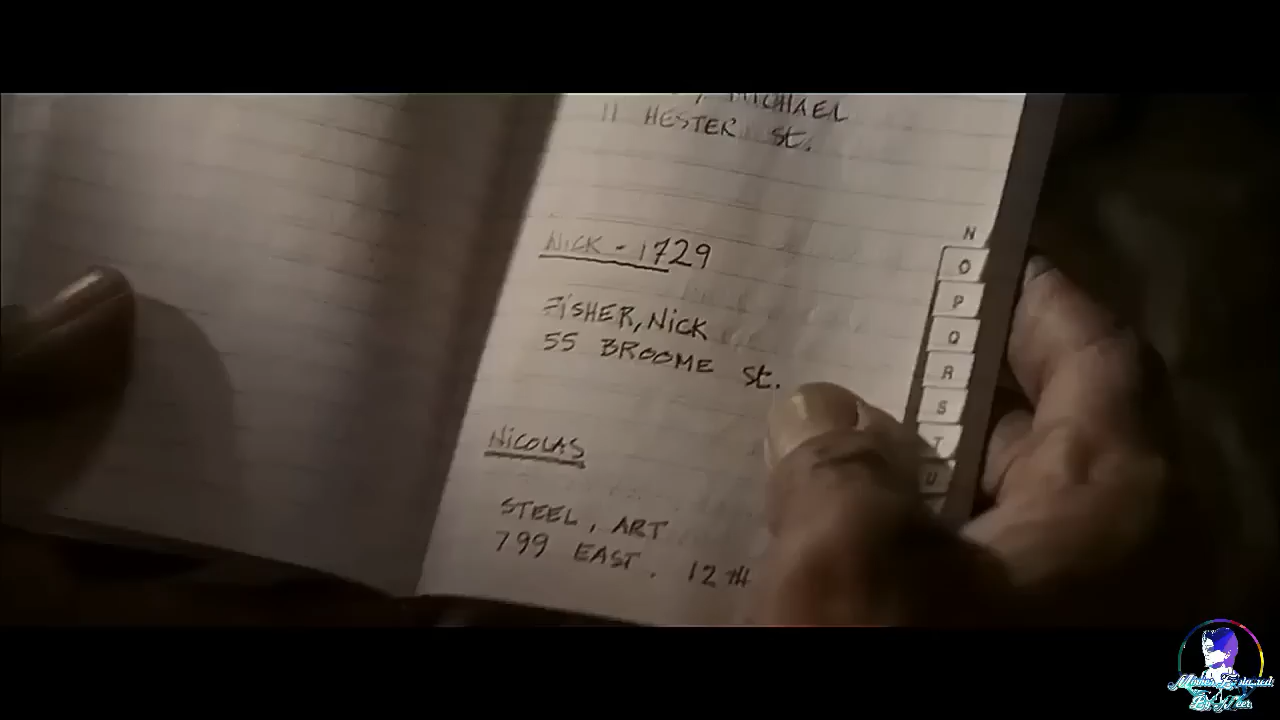 MICHAEL
11 HESTER St.
NICK - 1729
FISHER, NICK
55 BROOME St.
NICOLAS
STEEL, ART
799 EAST. 12TH
N
O
P
Q
R
S
T
U